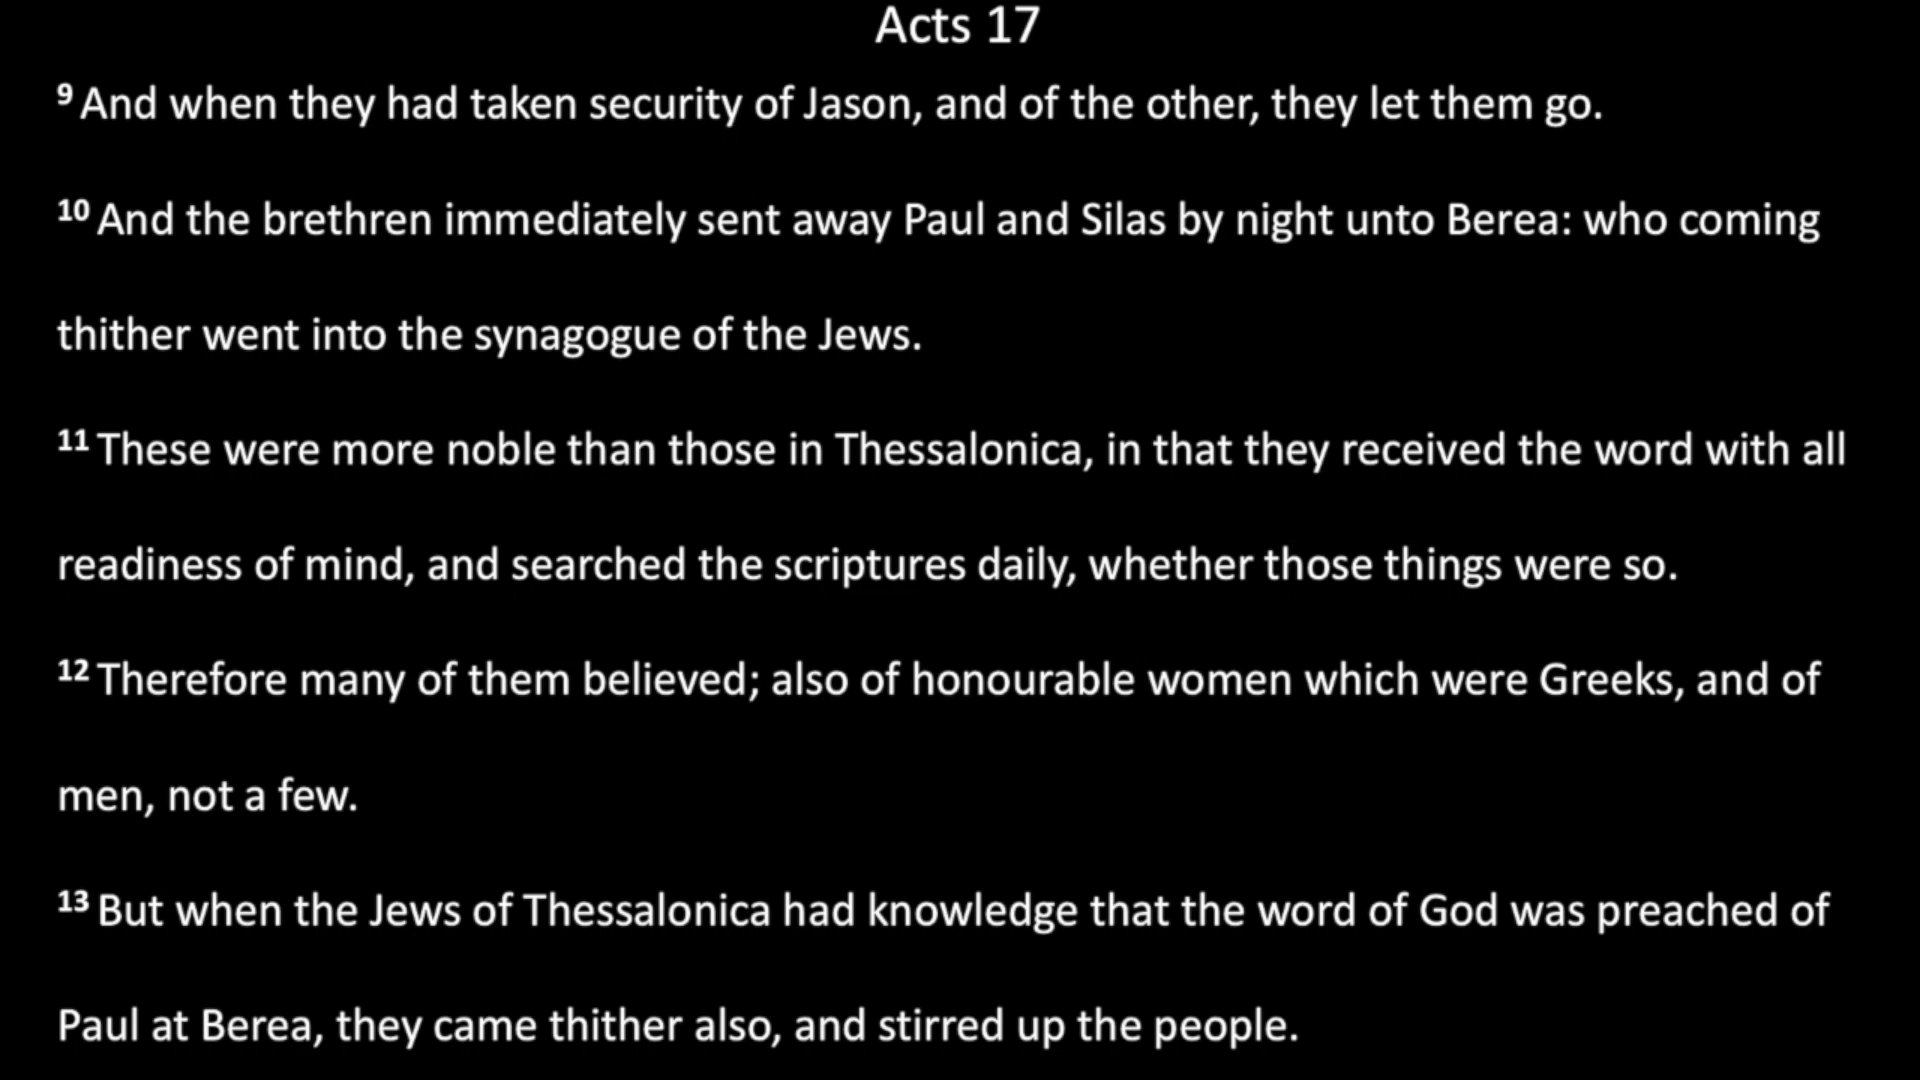 Acts 17
9 And when they had taken security of Jason, and of the other, they let them go.
10 And the brethren immediately sent away Paul and Silas by night unto Berea: who coming
thither went into the synagogue of the Jews.
11 These were more noble than those in Thessalonica, in that they received the word with all
readiness of mind, and searched the scriptures daily, whether those things were so.
12 Therefore many of them believed; also of honourable women which were Greeks, and of
men, not a few.
13 But when the Jews of Thessalonica had knowledge that the word of God was preached of
Paul at Berea, they came thither also, and stirred up the people.